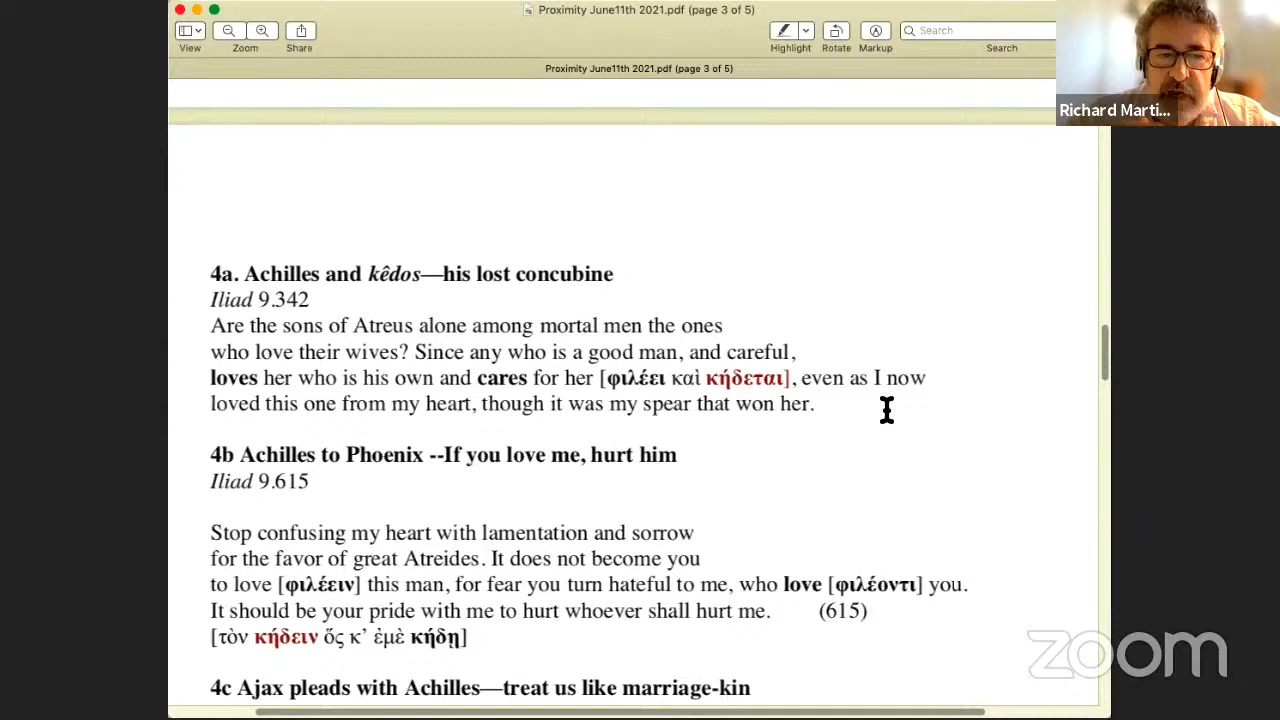 Proximity June11th 2021.pdf (page 3 of 5)
View
Zoom
Share
Highlight
Rotate
Markup
Search
Search
Proximity June11th 2021.pdf (page 3 of 5)
Richard Marti...
4a. Achilles and kêdos—his lost concubine
Iliad 9.342
Are the sons of Atreus alone among mortal men the ones
who love their wives? Since any who is a good man, and careful,
loves her who is his own and cares for her [φιλέει καὶ κήδεται], even as I now
loved this one from my heart, though it was my spear that won her.
4b Achilles to Phoenix --If you love me, hurt him
Iliad 9.615
Stop confusing my heart with lamentation and sorrow
for the favor of great Atreides. It does not become you
to love [φιλέειν] this man, for fear you turn hateful to me, who love [φιλέοντι] you.
It should be your pride with me to hurt whoever shall hurt me. (615)
[τὸν κήδειν ὅς κ’ ἐμὲ κήδῃ]
4c Ajax pleads with Achilles—treat us like marriage-kin
zoom